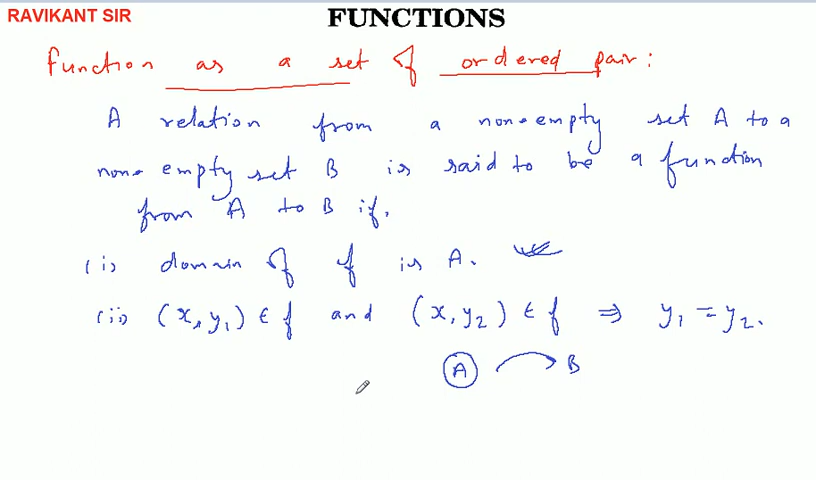 RAVIKANT SIR
FUNCTIONS
function as a set of ordered pair:
A relation from a non-empty set A to a
non-empty set B is said to be a function
from A to B if.
(i) domain of f is A.
(ii) (x, y₁) ∈ f and (x, y₂) ∈ f ⇒ y₁ = y₂.
A B